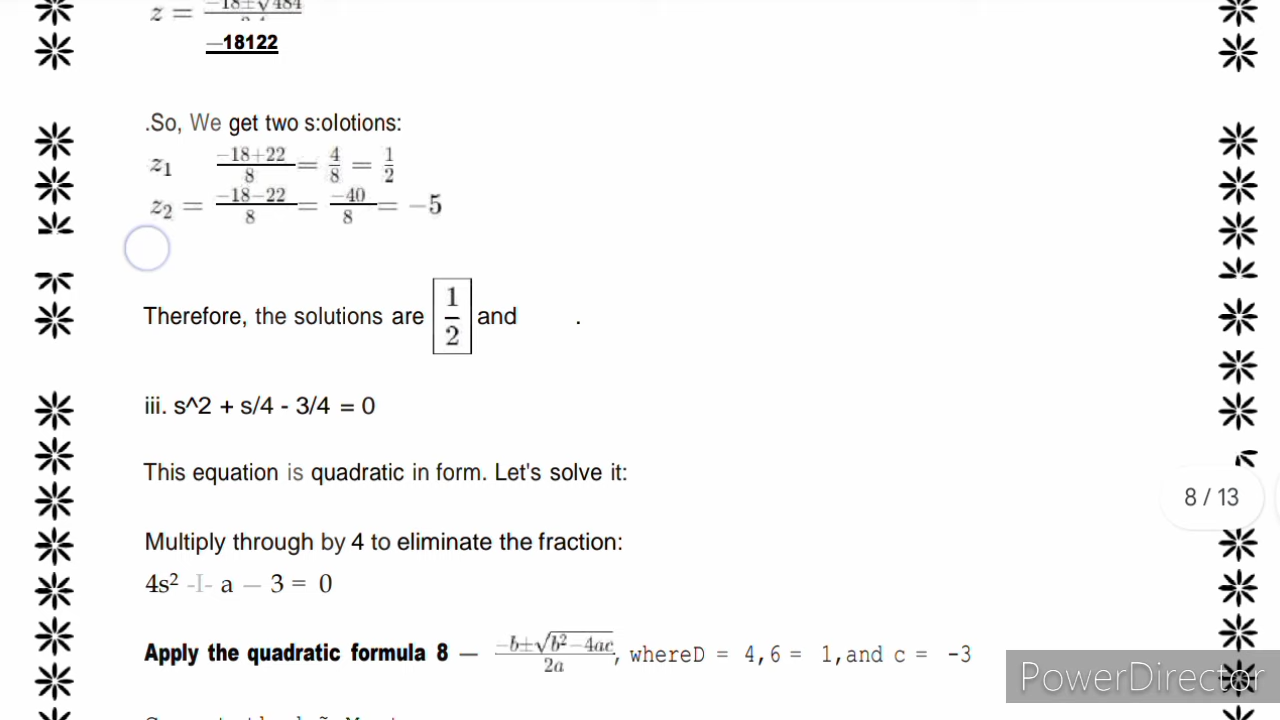 z = −18±√484
−18122
.So, We get two s:olotions:
z₁ −18+22/8 = 4/8 = 1/2
z₂ = −18−22/8 = −40/8 = −5
Therefore, the solutions are 1/2 and .
iii. s^2 + s/4 - 3/4 = 0
This equation is quadratic in form. Let's solve it:
8 / 13
Multiply through by 4 to eliminate the fraction:
4s² -I- a — 3 = 0
Apply the quadratic formula 8 — −b±√b²−4ac/2a, whereD = 4,6 = 1,and c = -3
PowerDirector